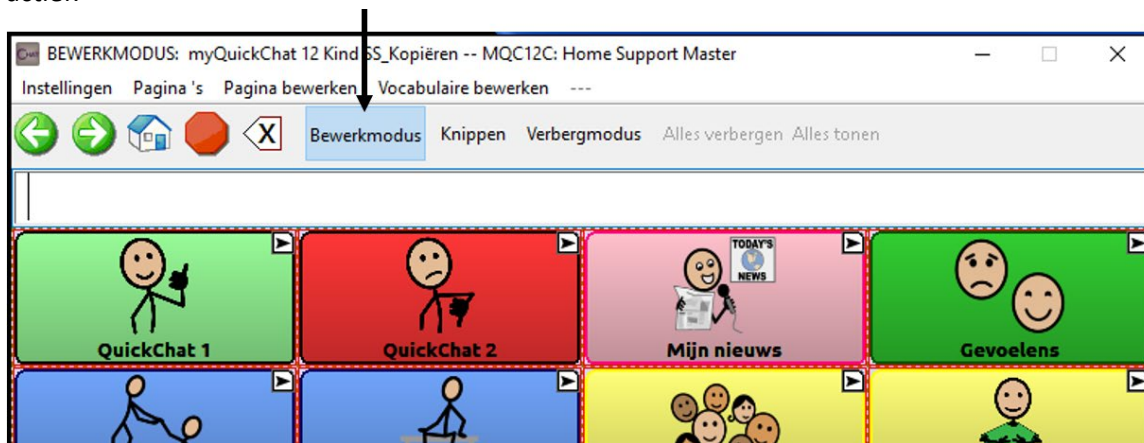 BEWERKMODUS: myQuickChat 12 Kind SS_Kopiëren -- MQC12C: Home Support Master
Instellingen Pagina 's Pagina bewerken Vocabulaire bewerken ---
X Bewerkmodus Knippen Verbergmodus Alles verbergen Alles tonen
TODAY'S
NEWS
QuickChat 1 QuickChat 2 Mijn nieuws Gevoelens